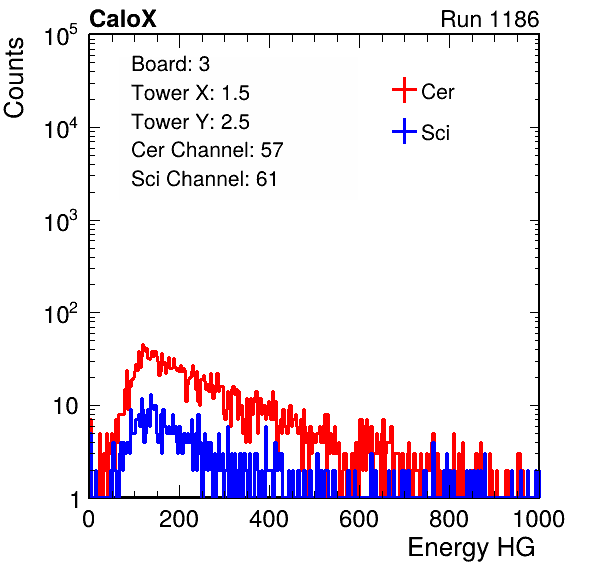 CaloX Run 1186
Counts
10^5
10^4
10^3
10^2
10
1
Board: 3
Tower X: 1.5
Tower Y: 2.5
Cer Channel: 57
Sci Channel: 61
Cer
Sci
0 200 400 600 800 1000
Energy HG